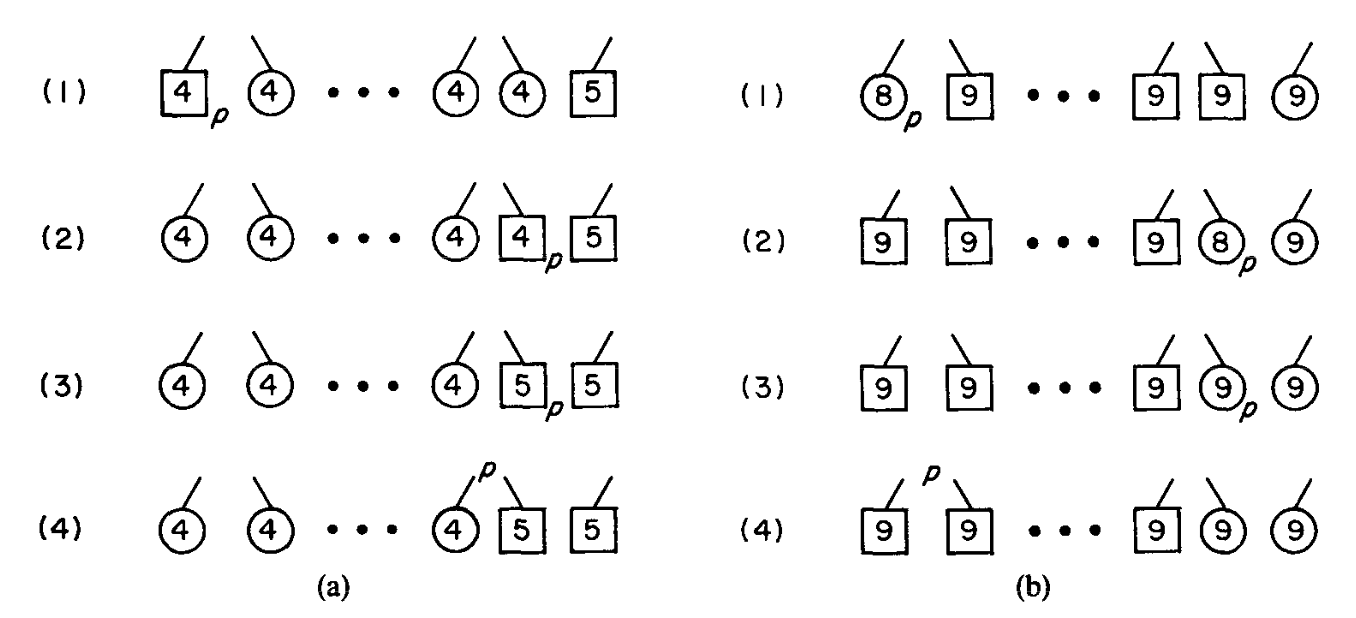 (1) 4 p 4 • • • 4 4 5
(2) 4 4 • • • 4 4 p 5
(3) 4 4 • • • 4 5 p 5
(4) 4 4 • • • 4 p 5 5
(a)
(1) 8 p 9 • • • 9 9 9
(2) 9 9 • • • 9 8 p 9
(3) 9 9 • • • 9 9 p 9
(4) 9 p 9 • • • 9 9 9
(b)